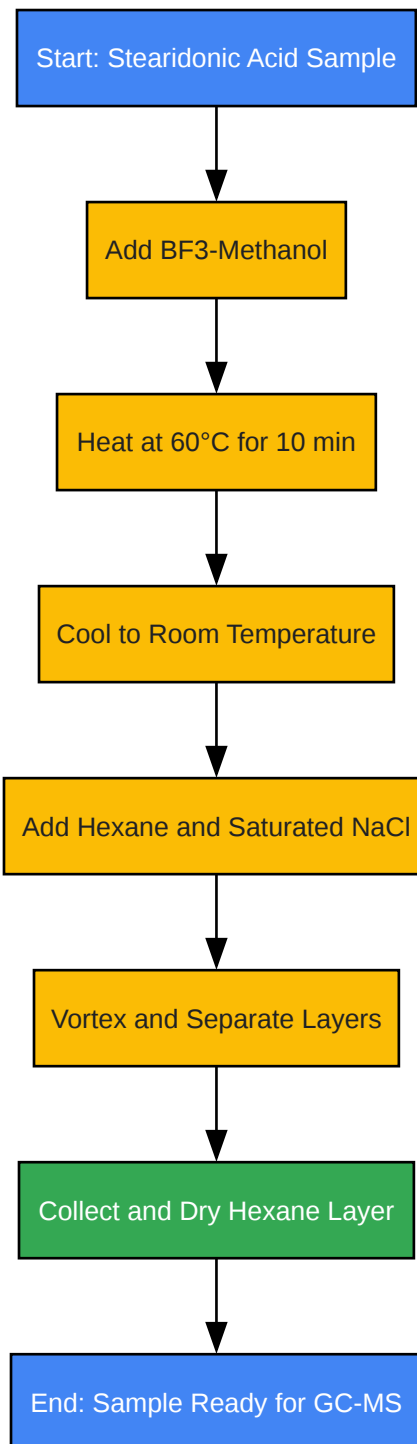 Start: Stearidonic Acid Sample
Add BF3-Methanol
Heat at 60°C for 10 min
Cool to Room Temperature
Add Hexane and Saturated NaCl
Vortex and Separate Layers
Collect and Dry Hexane Layer
End: Sample Ready for GC-MS